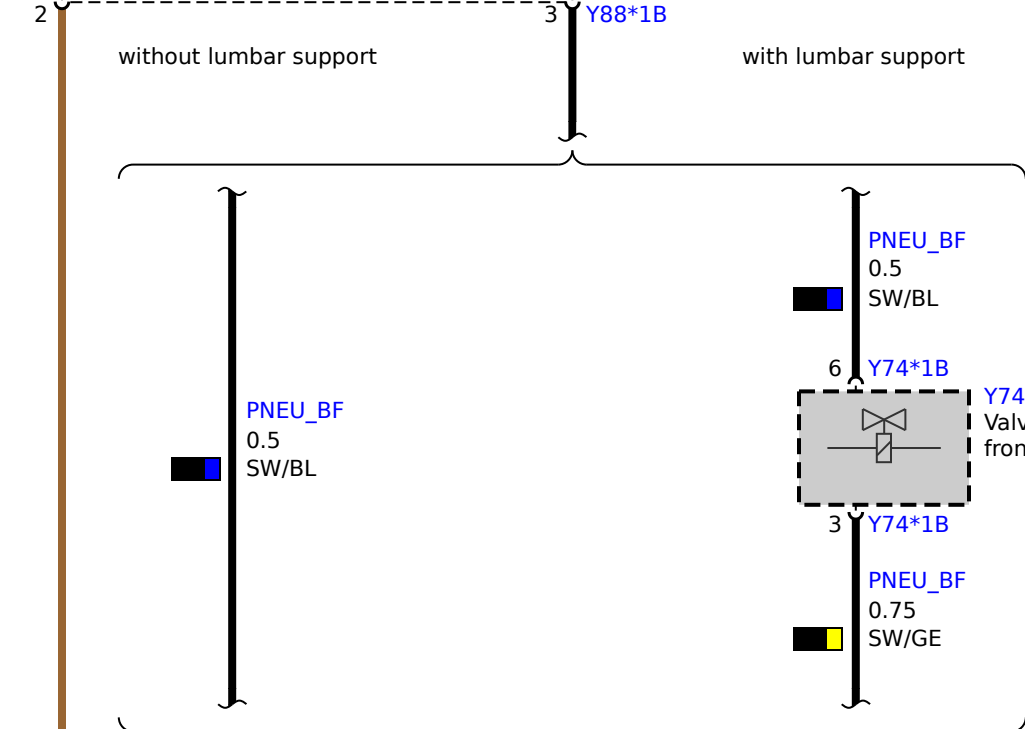 2
3 Y88*1B
without lumbar support
with lumbar support
PNEU_BF
0.5
SW/BL
PNEU_BF
0.5
SW/BL
6 Y74*1B
Y74
3 Y74*1B
PNEU_BF
0.75
SW/GE